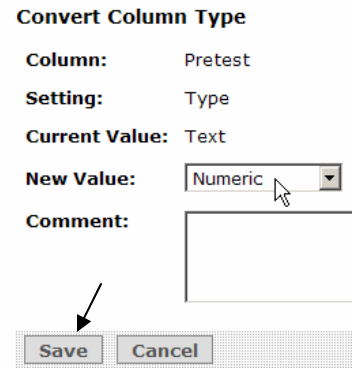 Convert Column Type
Column: Pretest
Setting: Type
Current Value: Text
New Value: Numeric
Comment:
Save Cancel